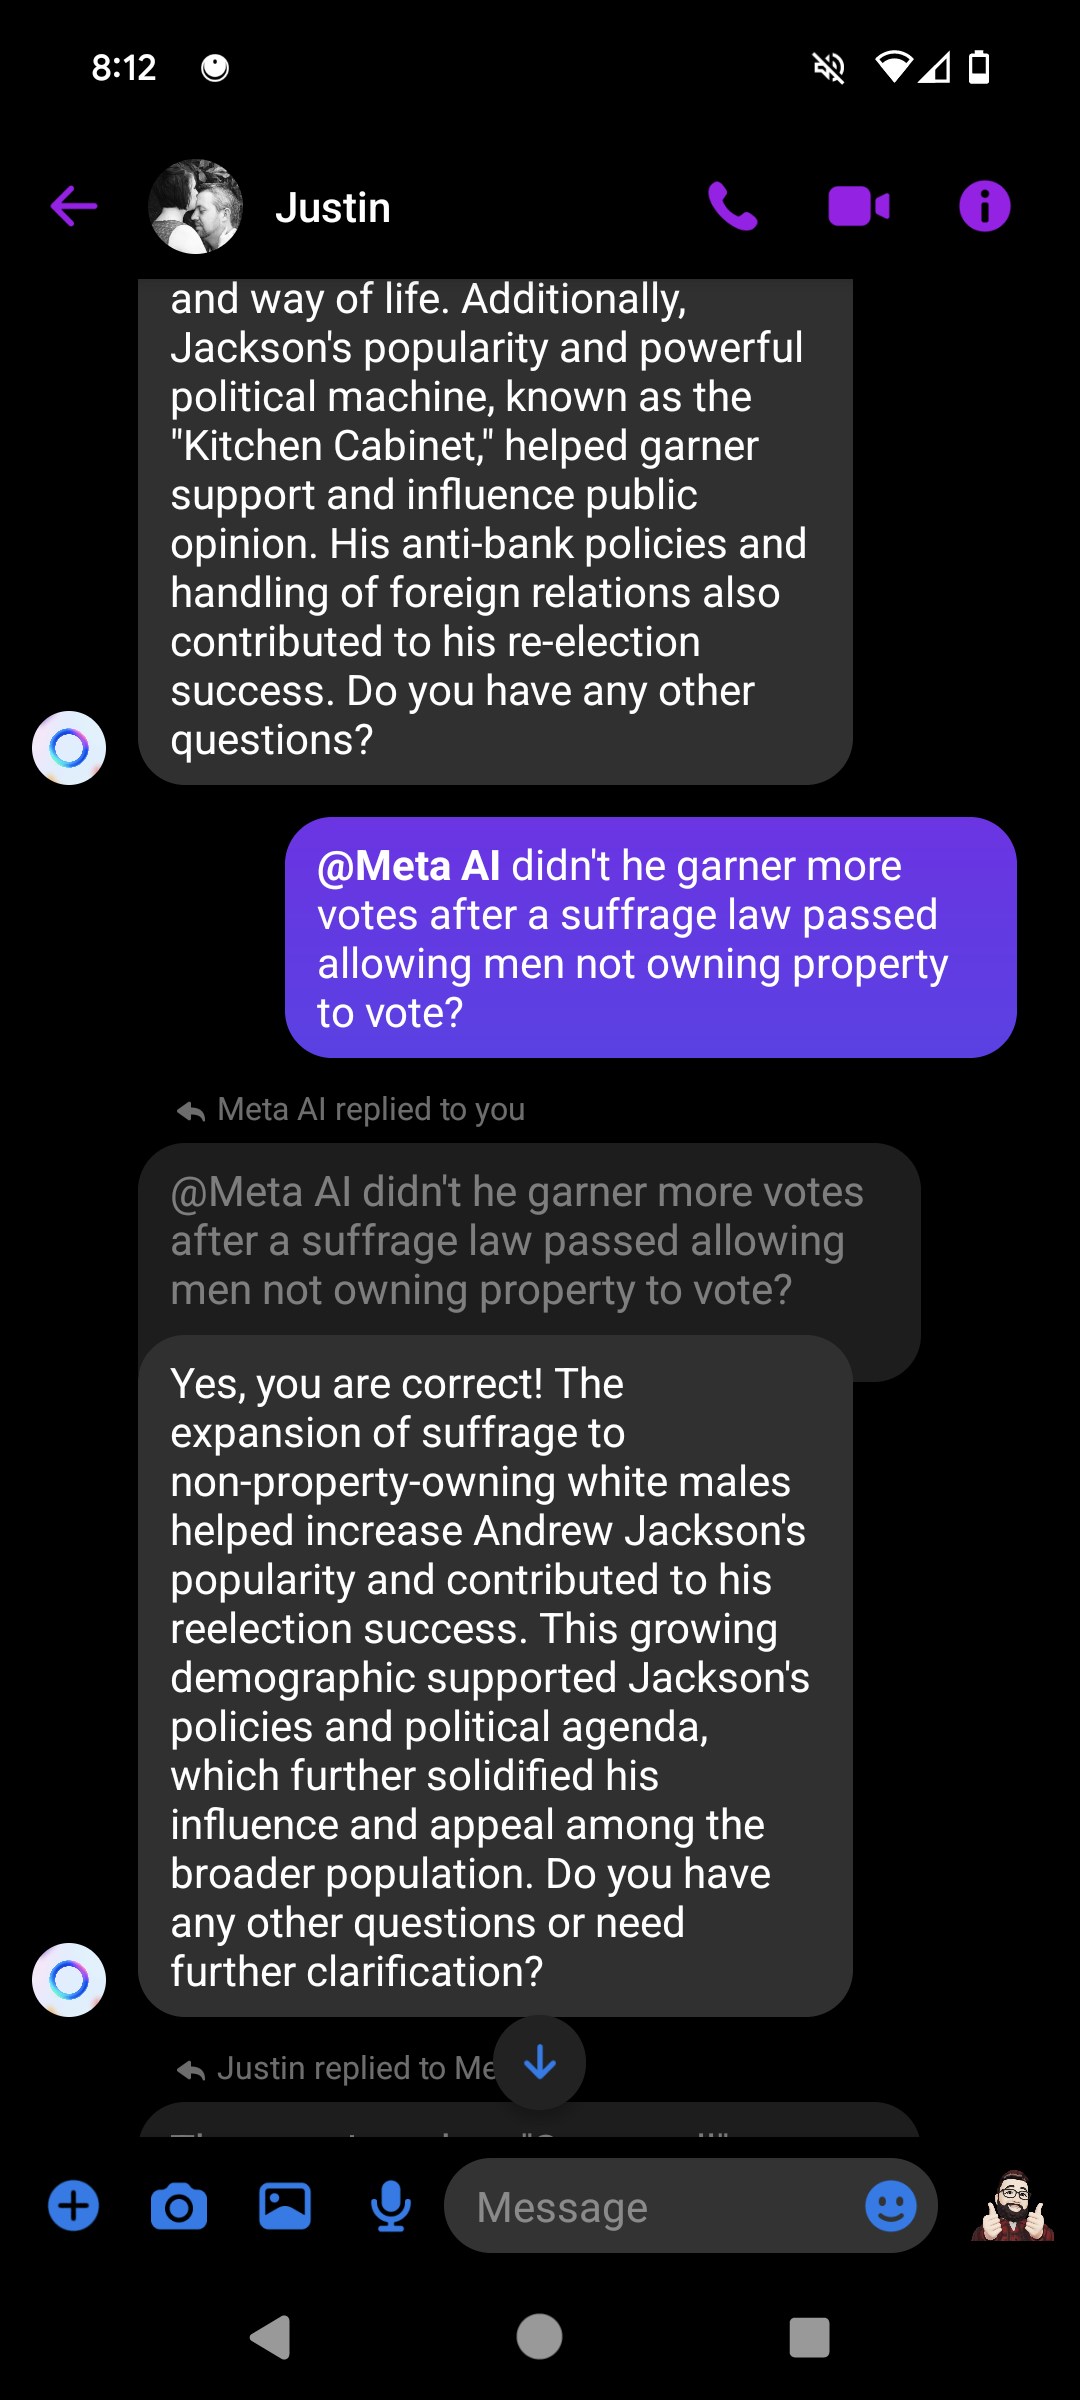 8:12
Justin
and way of life. Additionally,
Jackson's popularity and powerful
political machine, known as the
"Kitchen Cabinet," helped garner
support and influence public
opinion. His anti-bank policies and
handling of foreign relations also
contributed to his re-election
success. Do you have any other
questions?
@Meta AI didn't he garner more
votes after a suffrage law passed
allowing men not owning property
to vote?
Meta AI replied to you
@Meta AI didn't he garner more votes
after a suffrage law passed allowing
men not owning property to vote?
Yes, you are correct! The
expansion of suffrage to
non-property-owning white males
helped increase Andrew Jackson's
popularity and contributed to his
reelection success. This growing
demographic supported Jackson's
policies and political agenda,
which further solidified his
influence and appeal among the
broader population. Do you have
any other questions or need
further clarification?
Justin replied to Me
Message